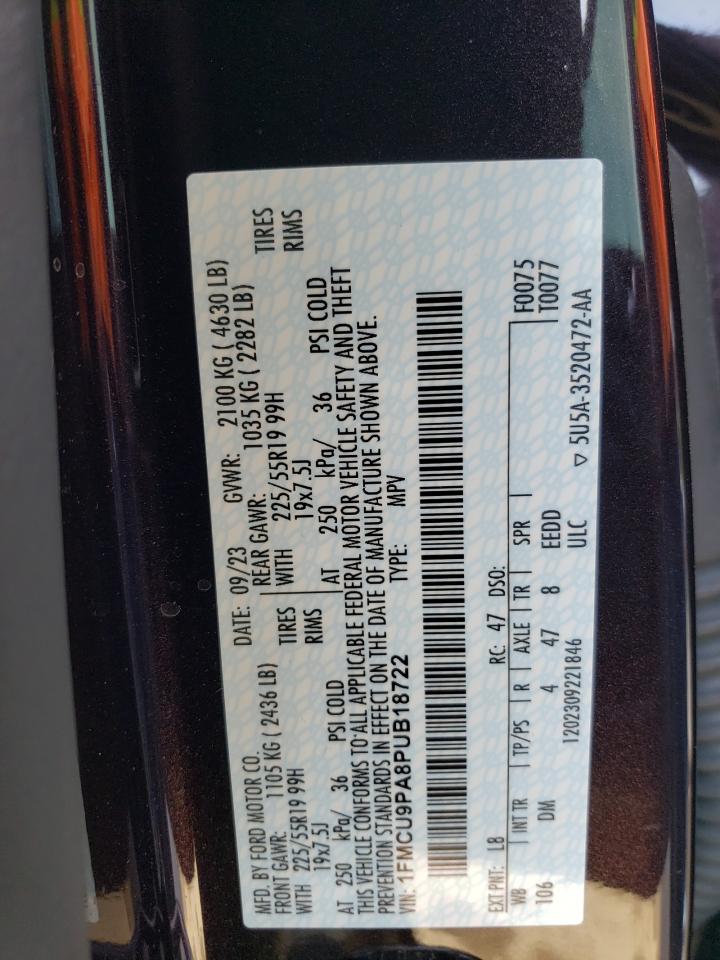 MFD. BY FORD MOTOR CO.
DATE: 09/23 GVWR: 2100 KG ( 4630 LB)
FRONT GAWR: 1105 KG ( 2436 LB) REAR GAWR: 1035 KG ( 2282 LB)
WITH 225/55R19 99H TIRES WITH 225/55R19 99H TIRES
19x7.5J RIMS 19x7.5J RIMS
AT 250 kPa/ 36 PSI COLD AT 250 kPa/ 36 PSI COLD
THIS VEHICLE CONFORMS TO ALL APPLICABLE FEDERAL MOTOR VEHICLE SAFETY AND THEFT
PREVENTION STANDARDS IN EFFECT ON THE DATE OF MANUFACTURE SHOWN ABOVE.
VIN: 1FMCU9PA8PUB18722 TYPE: MPV
EXT PNT: L8 RC: 47 DSO:
WB INT TR TP/PS R AXLE TR SPR F0075
106 DM 4 47 8 EEDD T0077
1202309221846 ULC
▽ 5U5A-3520472-AA